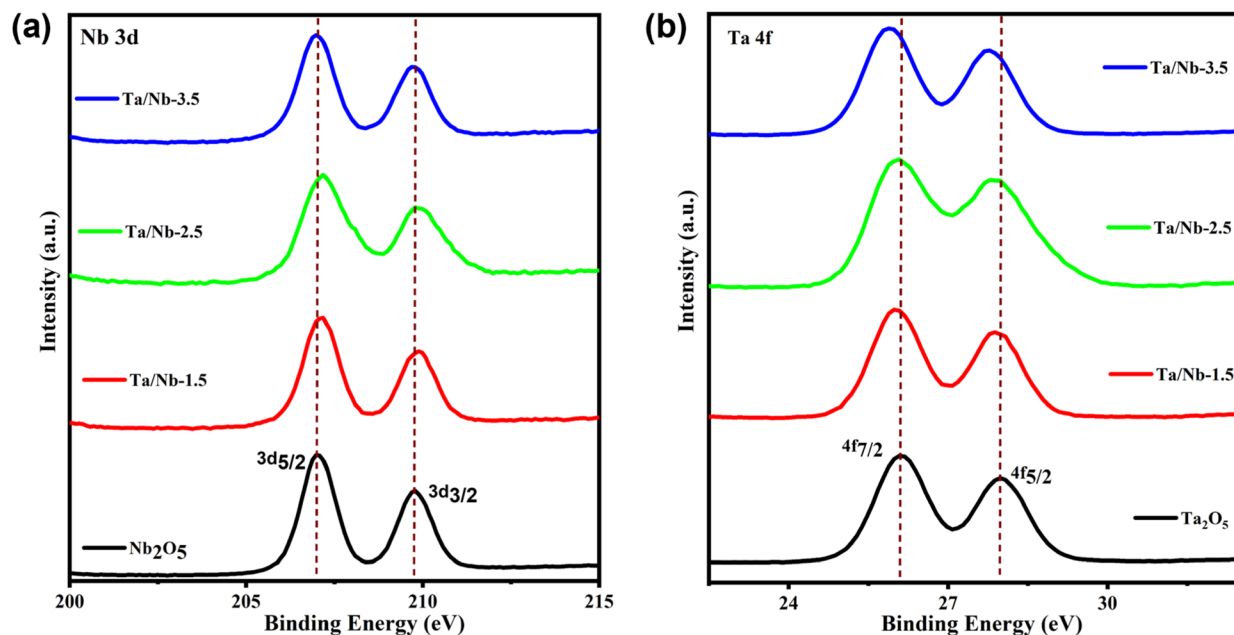 (a)
Nb 3d
Ta/Nb-3.5
Ta/Nb-2.5
Ta/Nb-1.5
3d5/2
3d3/2
Nb2O5
Intensity (a.u.)
200 205 210 215
Binding Energy (eV)
(b)
Ta 4f
Ta/Nb-3.5
Ta/Nb-2.5
Ta/Nb-1.5
4f7/2
4f5/2
Ta₂O₅
Intensity (a.u.)
24 27 30
Binding Energy (eV)